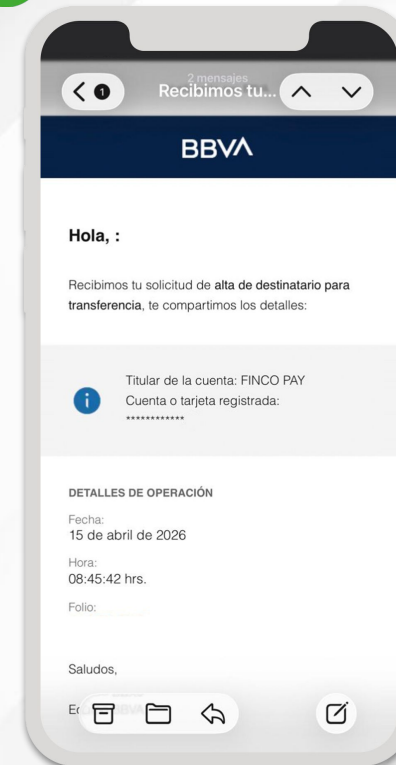 2 mensajes
1
Recibimos tu...
BBVA
Hola, :
Recibimos tu solicitud de alta de destinatario para
transferencia, te compartimos los detalles:
Titular de la cuenta: FINCO PAY
Cuenta o tarjeta registrada:
************
DETALLES DE OPERACIÓN
Fecha:
15 de abril de 2026
Hora:
08:45:42 hrs.
Folio:
Saludos,